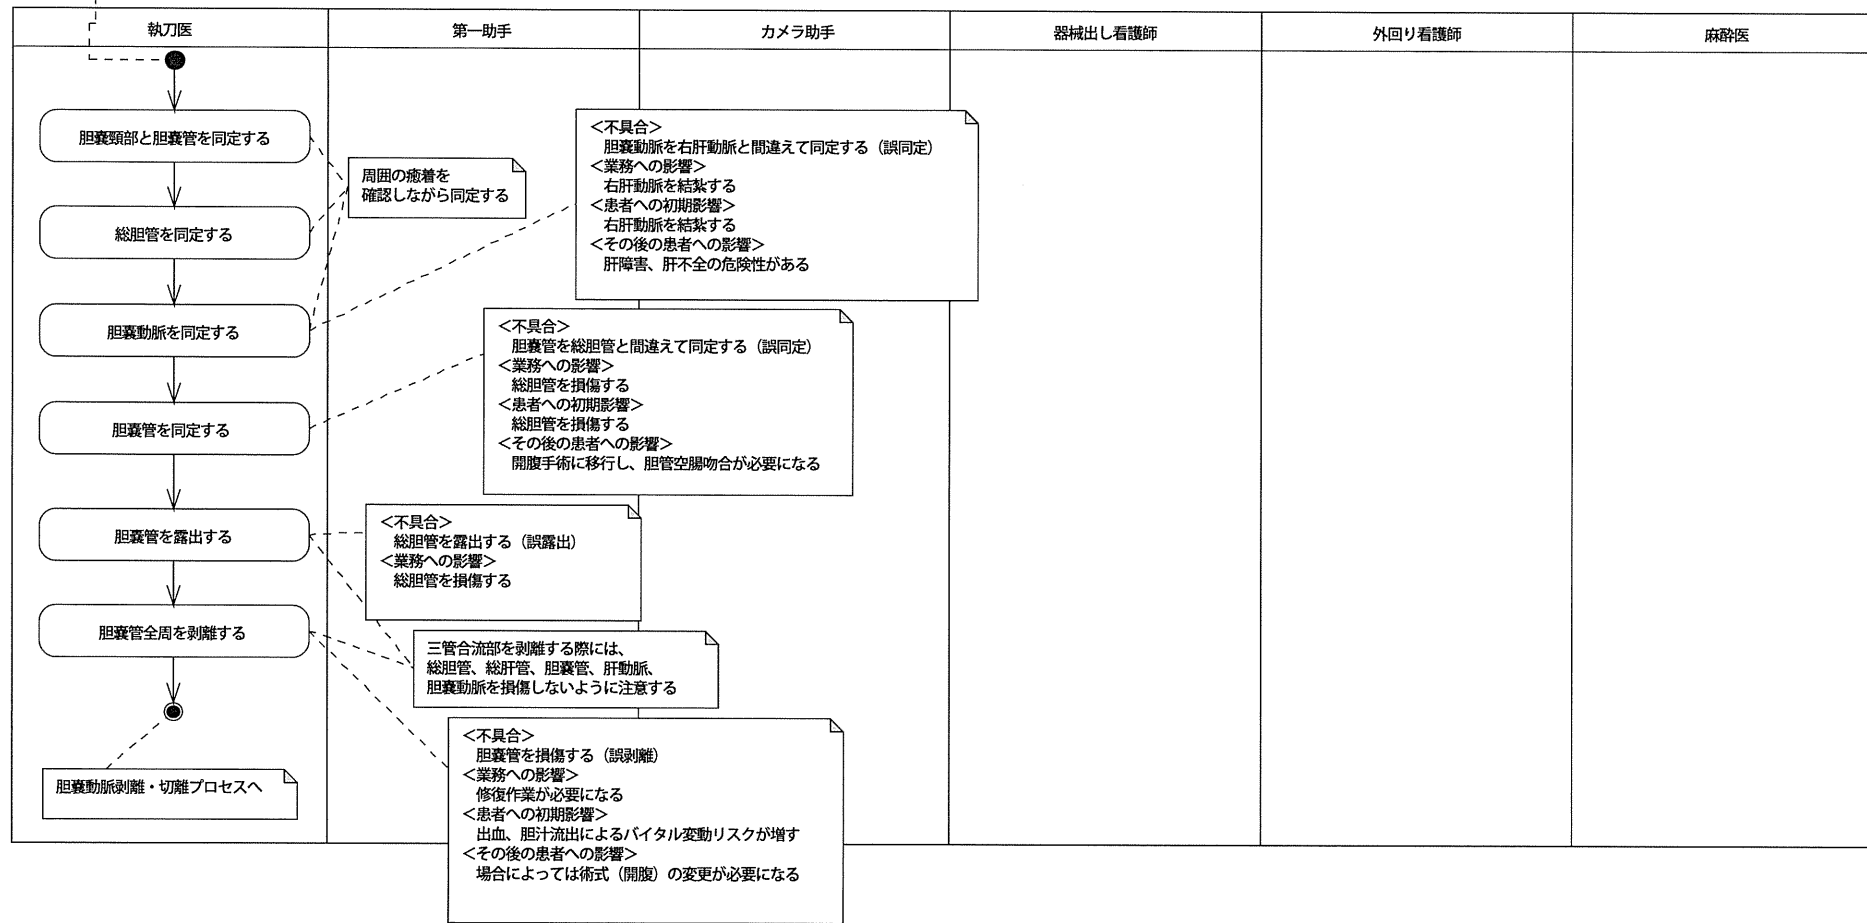 執刀医
第一助手
カメラ助手
器械出し看護師
外回り看護師
麻酔医
胆嚢頸部と胆嚢管を同定する
総胆管を同定する
胆嚢動脈を同定する
胆嚢管を同定する
胆嚢管を露出する
胆嚢管全周を剥離する
胆嚢動脈剥離・切離プロセスへ
周囲の癒着を
確認しながら同定する
＜不具合＞
胆嚢動脈を右肝動脈と間違えて同定する（誤同定）
＜業務への影響＞
右肝動脈を結紮する
＜患者への初期影響＞
右肝動脈を結紮する
＜その後の患者への影響＞
肝障害、肝不全の危険性がある
＜不具合＞
胆嚢管を総胆管と間違えて同定する（誤同定）
＜業務への影響＞
総胆管を損傷する
＜患者への初期影響＞
総胆管を損傷する
＜その後の患者への影響＞
開腹手術に移行し、胆管空腸吻合が必要になる
＜不具合＞
総胆管を露出する（誤露出）
＜業務への影響＞
総胆管を損傷する
三管合流部を剥離する際には、
総胆管、総肝管、胆嚢管、肝動脈、
胆嚢動脈を損傷しないように注意する
＜不具合＞
胆嚢管を損傷する（誤剥離）
＜業務への影響＞
修復作業が必要になる
＜患者への初期影響＞
出血、胆汁流出によるバイタル変動リスクが増す
＜その後の患者への影響＞
場合によっては術式（開腹）の変更が必要になる